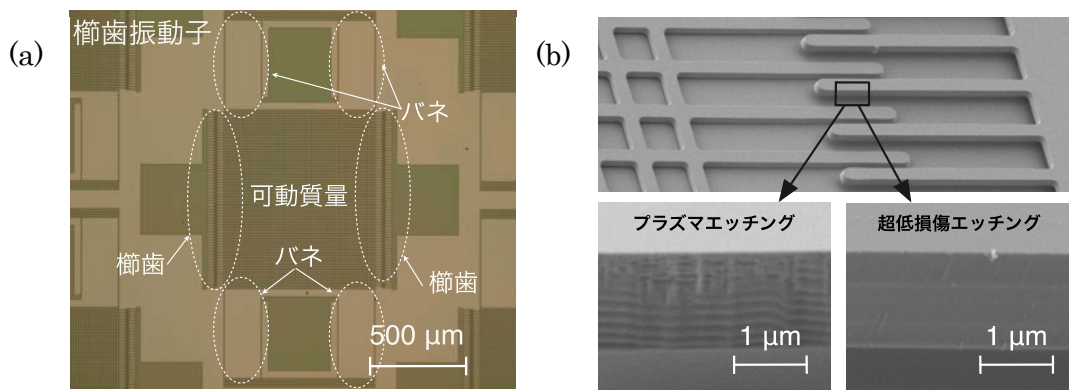 (a)
櫛歯振動子
バネ
可動質量
バネ
櫛歯
櫛歯
500 μm
(b)
プラズマエッチング
超低損傷エッチング
1 μm
1 μm